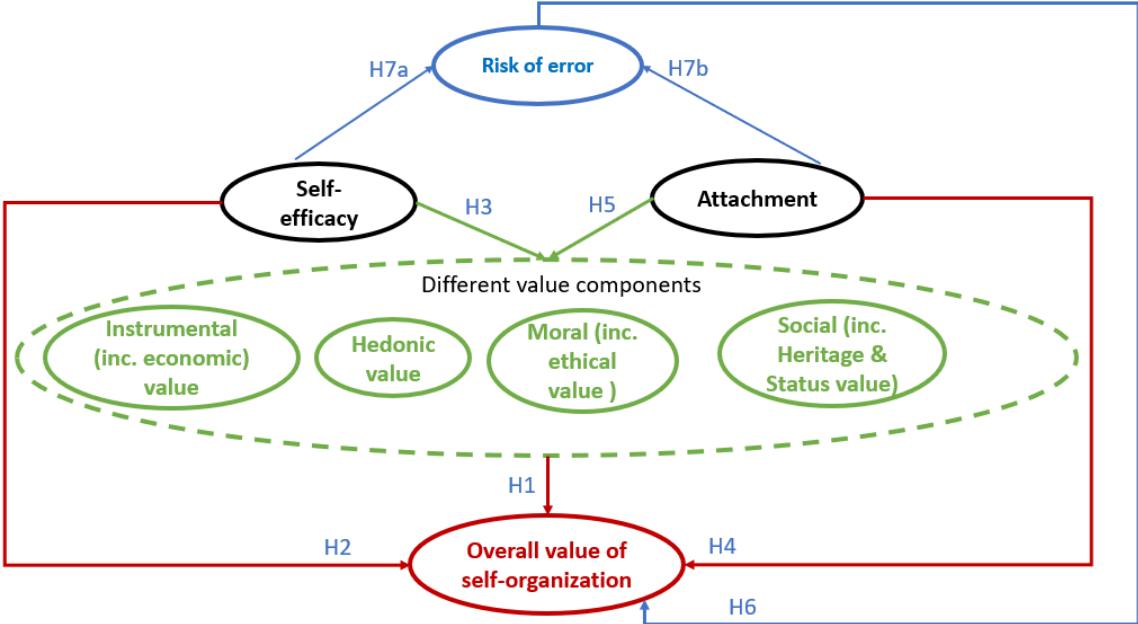 Risk of error
H7a
H7b
Self-
efficacy
Attachment
H3
H5
Different value components
Instrumental
(inc. economic)
value
Hedonic
value
Moral (inc.
ethical
value )
Social (inc.
Heritage &
Status value)
H1
H2
Overall value of
self-organization
H4
H6